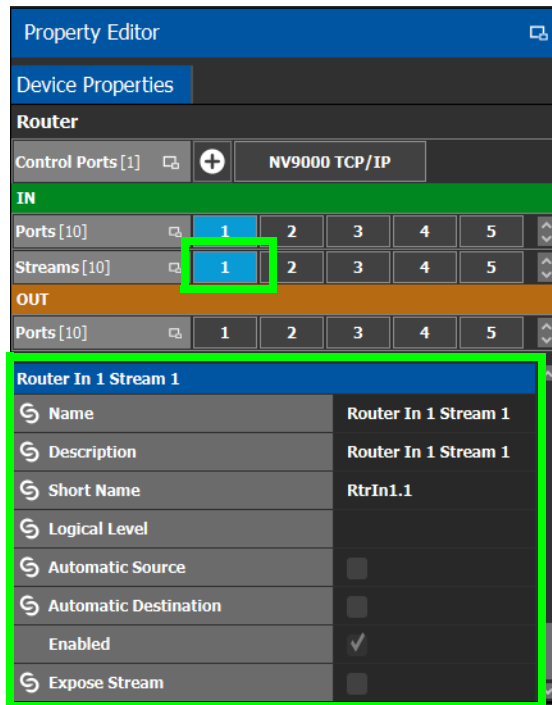 Property Editor
Device Properties
Router
Control Ports [1] NV9000 TCP/IP
IN
Ports [10] 1 2 3 4 5
Streams [10] 1 2 3 4 5
OUT
Ports [10] 1 2 3 4 5
Router In 1 Stream 1
Name Router In 1 Stream 1
Description Router In 1 Stream 1
Short Name RtrIn1.1
Logical Level
Automatic Source
Automatic Destination
Enabled
Expose Stream